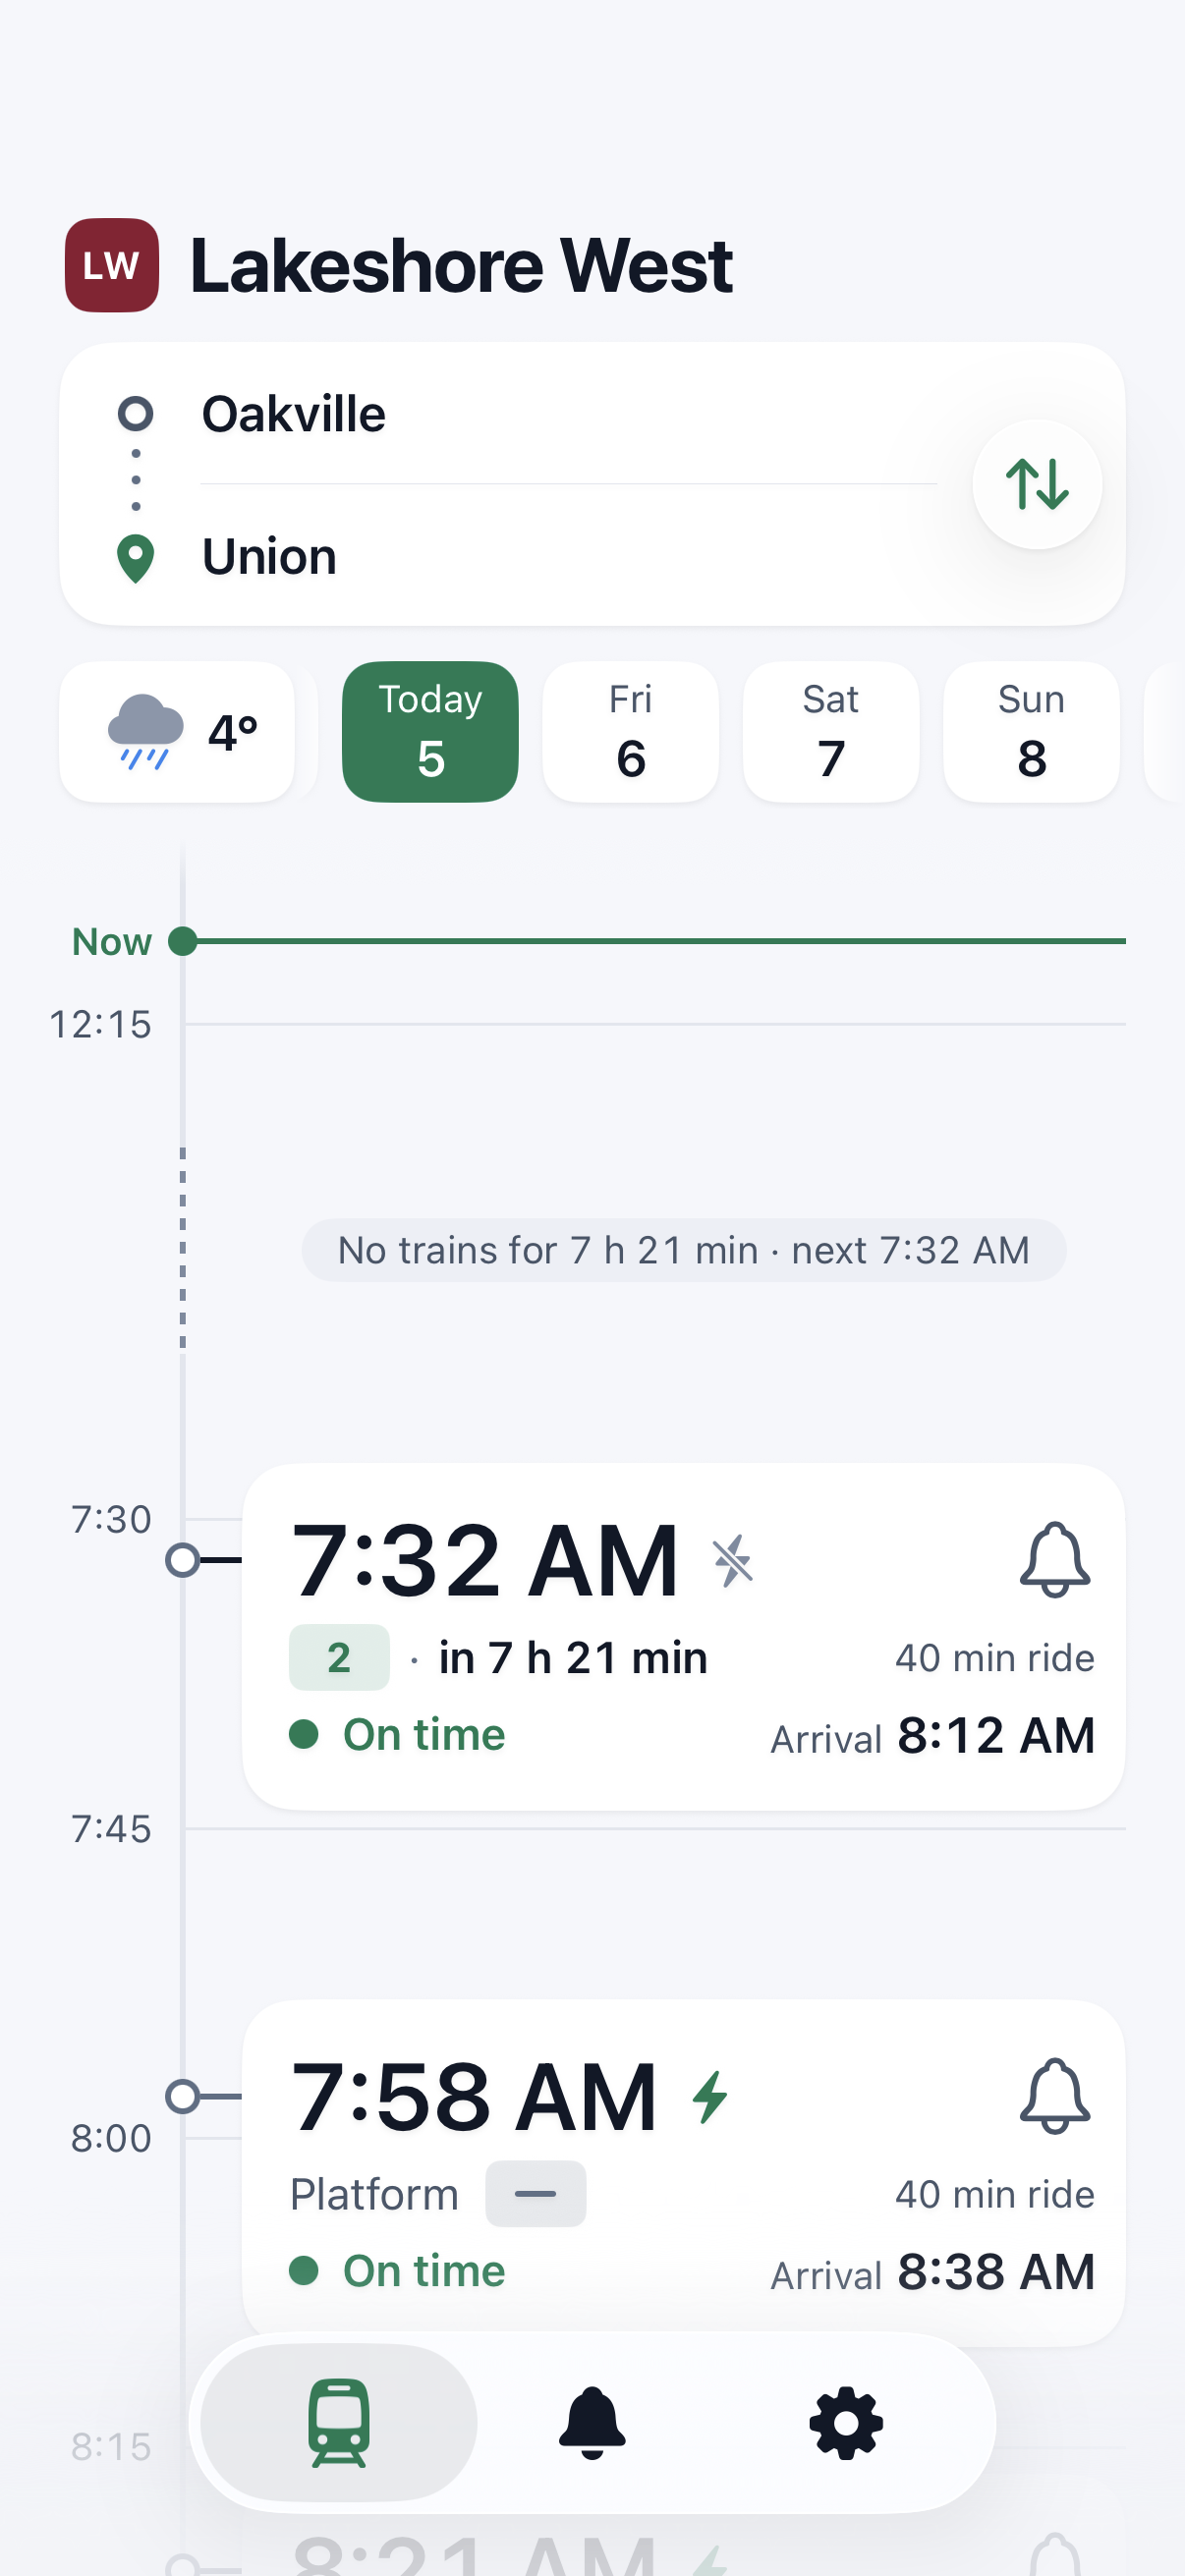 LW Lakeshore West
Oakville
Union
4°
Today
5
Fri
6
Sat
7
Sun
8
Now
12:15
No trains for 7 h 21 min · next 7:32 AM
7:30
7:32 AM
2 · in 7 h 21 min
40 min ride
On time
Arrival 8:12 AM
7:45
7:58 AM
8:00
Platform –
40 min ride
On time
Arrival 8:38 AM
8:15
8:21 AM